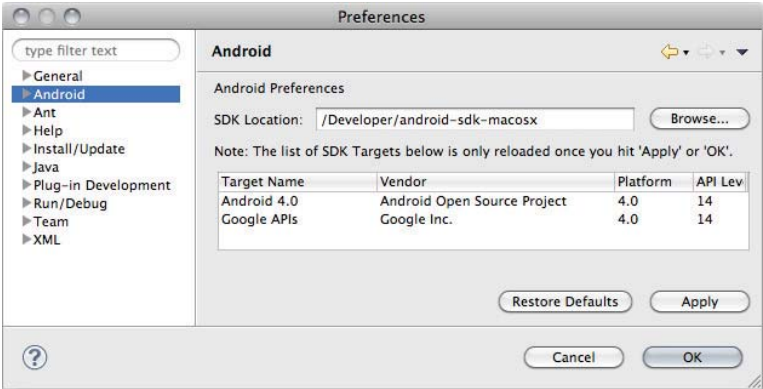 Preferences
type filter text
General
Android
Ant
Help
Install/Update
Java
Plug-in Development
Run/Debug
Team
XML
Android
Android Preferences
SDK Location: /Developer/android-sdk-macosx Browse...
Note: The list of SDK Targets below is only reloaded once you hit 'Apply' or 'OK'.
Target Name Vendor Platform API Lev
Android 4.0 Android Open Source Project 4.0 14
Google APIs Google Inc. 4.0 14
Restore Defaults Apply
? Cancel OK